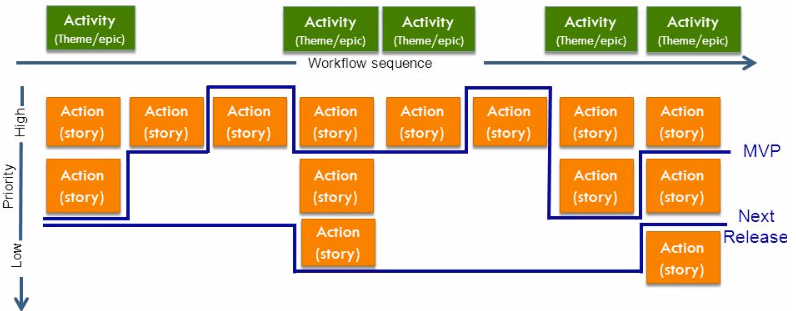 Activity
(Theme/epic)
Activity
(Theme/epic)
Activity
(Theme/epic)
Activity
(Theme/epic)
Activity
(Theme/epic)
Workflow sequence
High
Priority
Low
Action
(story)
Action
(story)
Action
(story)
Action
(story)
Action
(story)
Action
(story)
Action
(story)
Action
(story)
MVP
Action
(story)
Action
(story)
Action
(story)
Action
(story)
Next
Release
Action
(story)
Action
(story)